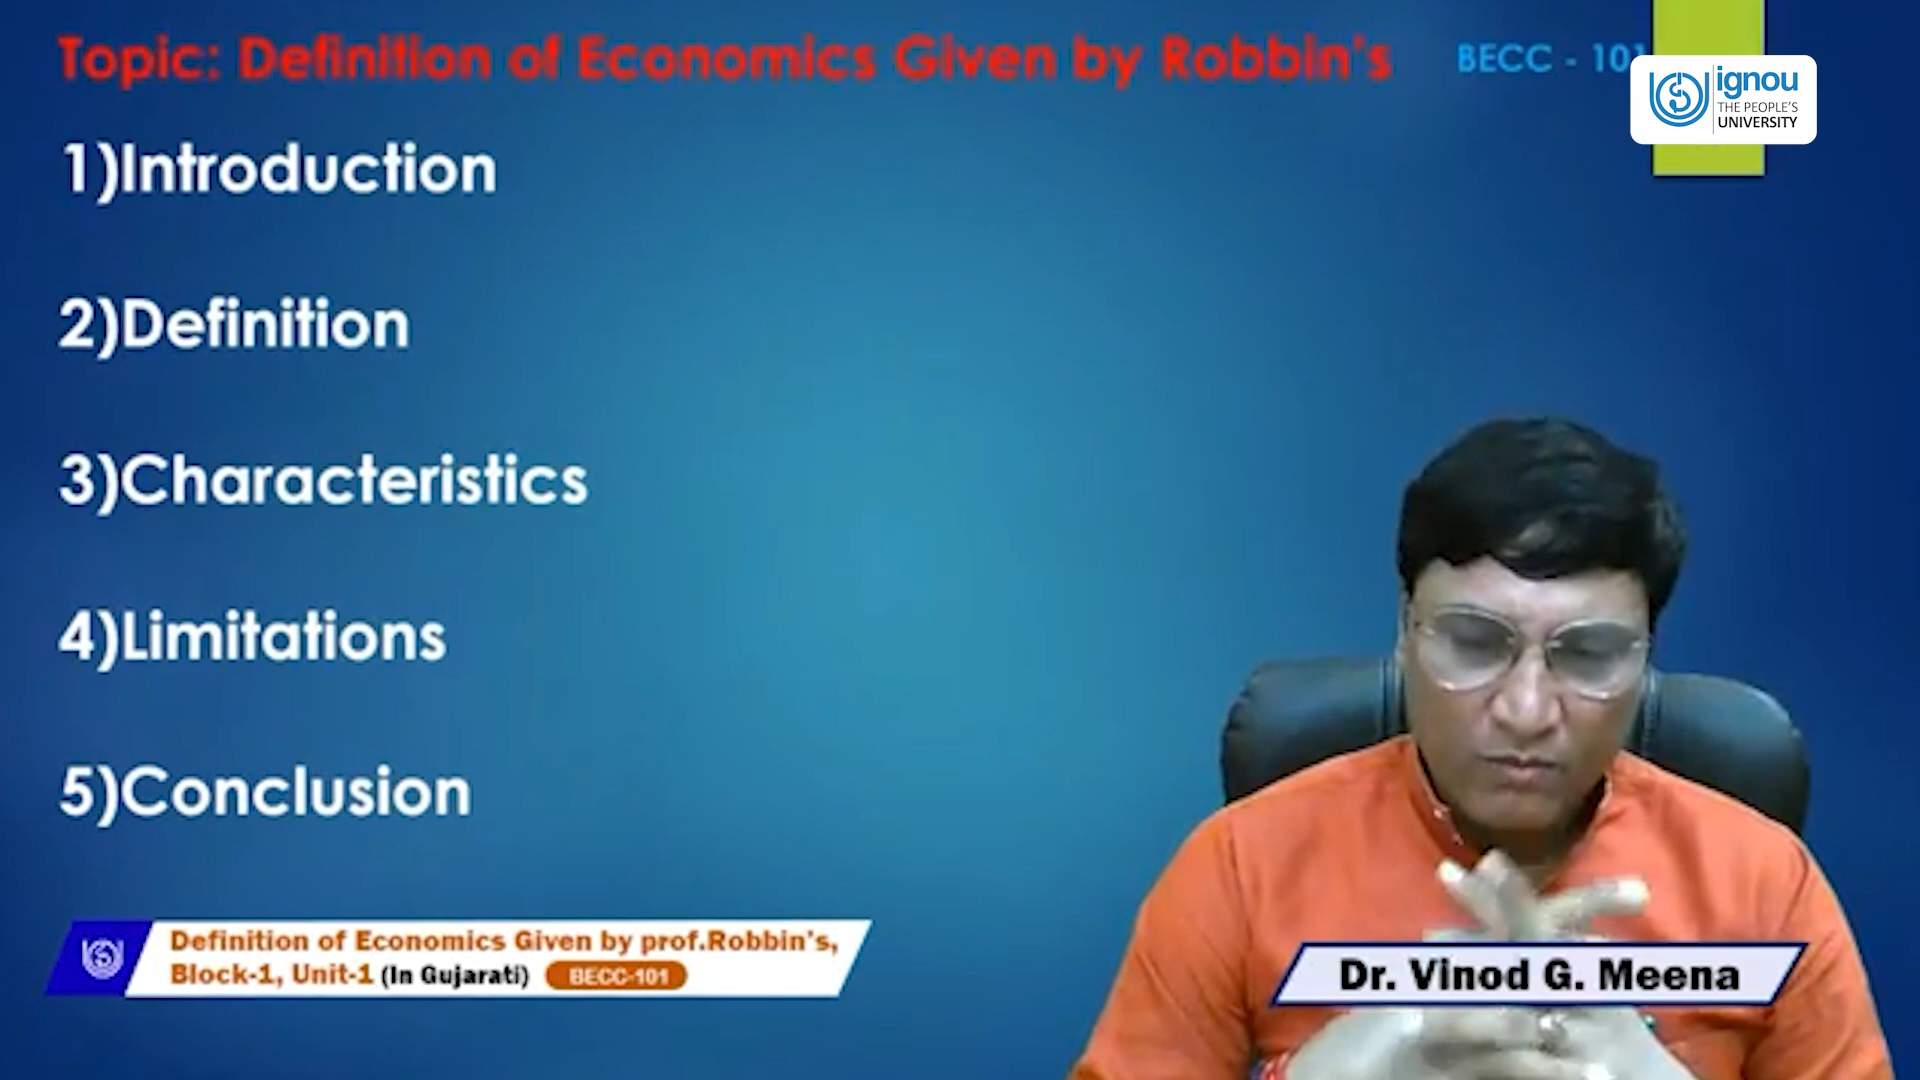 Topic: Definition of Economics Given by Robbin's
BECC - 101
ignou
THE PEOPLE'S
UNIVERSITY
1)Introduction
2)Definition
3)Characteristics
4)Limitations
5)Conclusion
Definition of Economics Given by prof.Robbin's,
Block-1, Unit-1 (In Gujarati) BECC-101
Dr. Vinod G. Meena